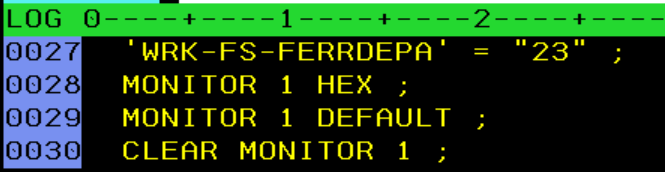 LOG 0----+----1----+----2----+----
0027 'WRK-FS-FERRDEPA' = "23" ;
0028 MONITOR 1 HEX ;
0029 MONITOR 1 DEFAULT ;
0030 CLEAR MONITOR 1 ;